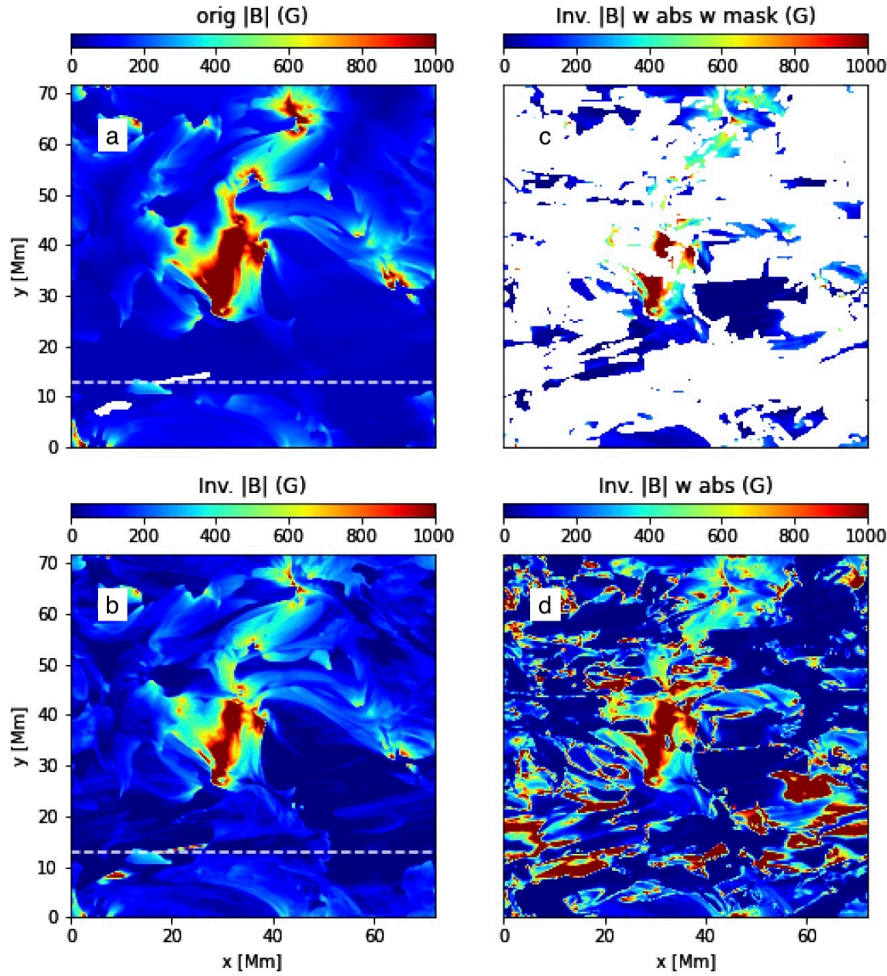 orig |B| (G)
0 200 400 600 800 1000
a
y [Mm]
70
60
50
40
30
20
10
0
Inv. |B| w abs w mask (G)
0 200 400 600 800 1000
c
Inv. |B| (G)
0 200 400 600 800 1000
b
y [Mm]
70
60
50
40
30
20
10
0
0 20 40 60
x [Mm]
Inv. |B| w abs (G)
0 200 400 600 800 1000
d
0 20 40 60
x [Mm]